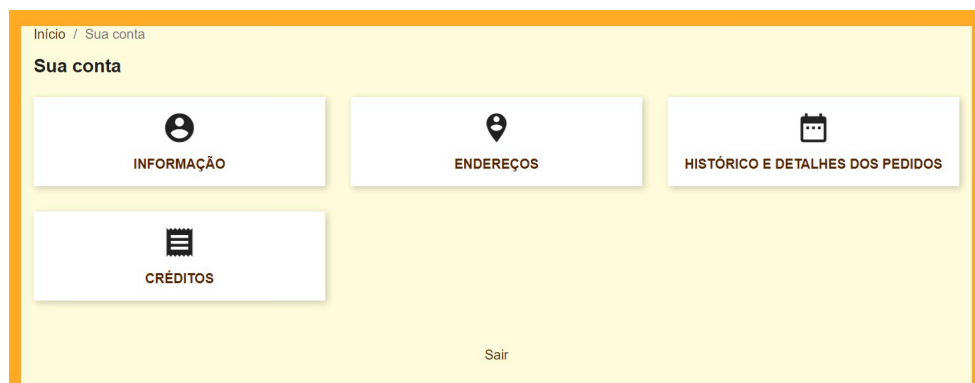 Início / Sua conta
Sua conta
INFORMAÇÃO
ENDEREÇOS
HISTÓRICO E DETALHES DOS PEDIDOS
CRÉDITOS
Sair